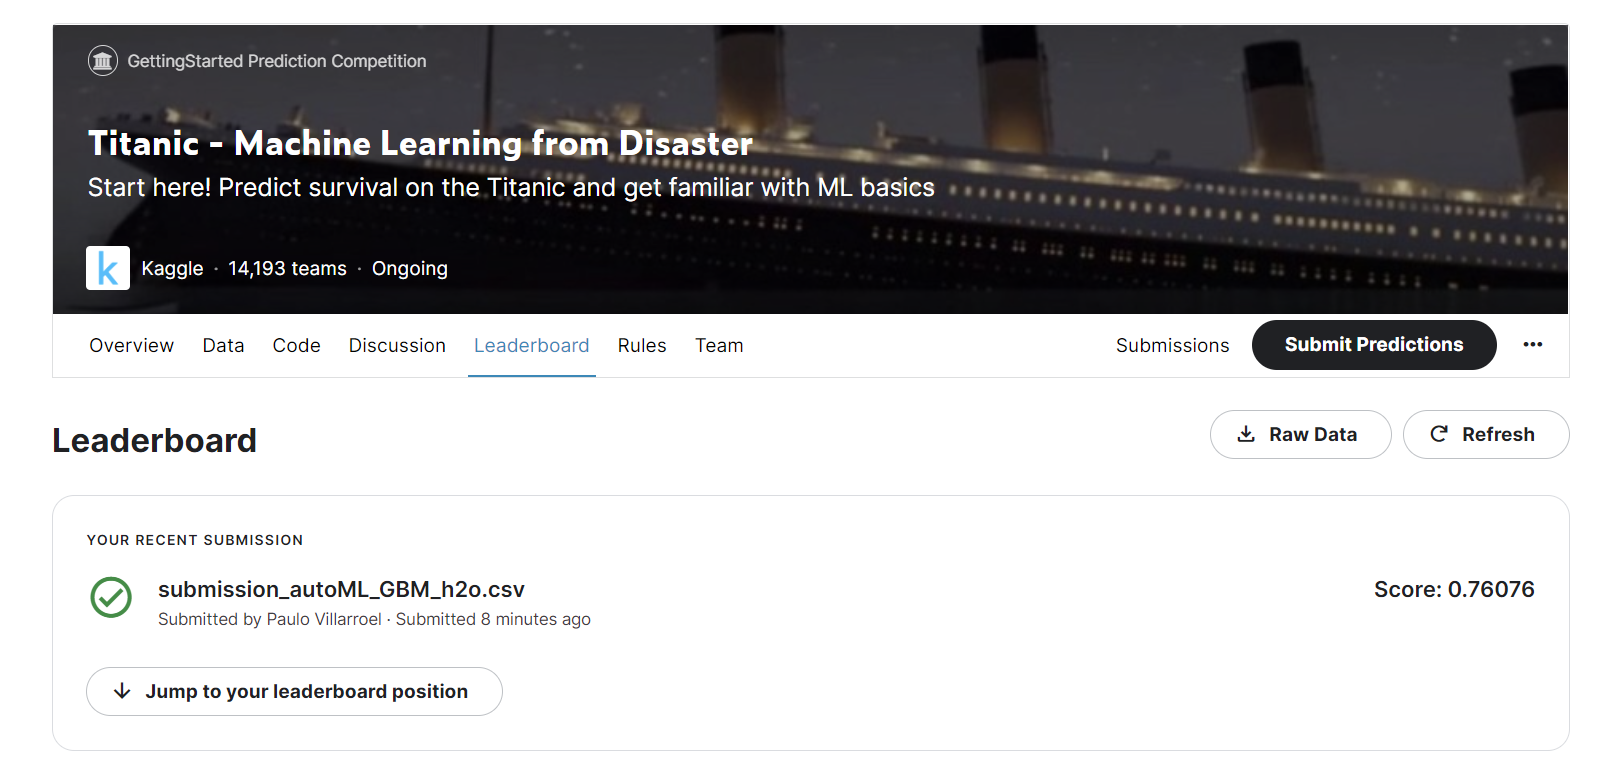 GettingStarted Prediction Competition
Titanic - Machine Learning from Disaster
Start here! Predict survival on the Titanic and get familiar with ML basics
k
Kaggle · 14,193 teams · Ongoing
Overview Data Code Discussion Leaderboard Rules Team Submissions Submit Predictions
Leaderboard
Raw Data Refresh
YOUR RECENT SUBMISSION
submission_autoML_GBM_h2o.csv Score: 0.76076
Submitted by Paulo Villarroel · Submitted 8 minutes ago
Jump to your leaderboard position